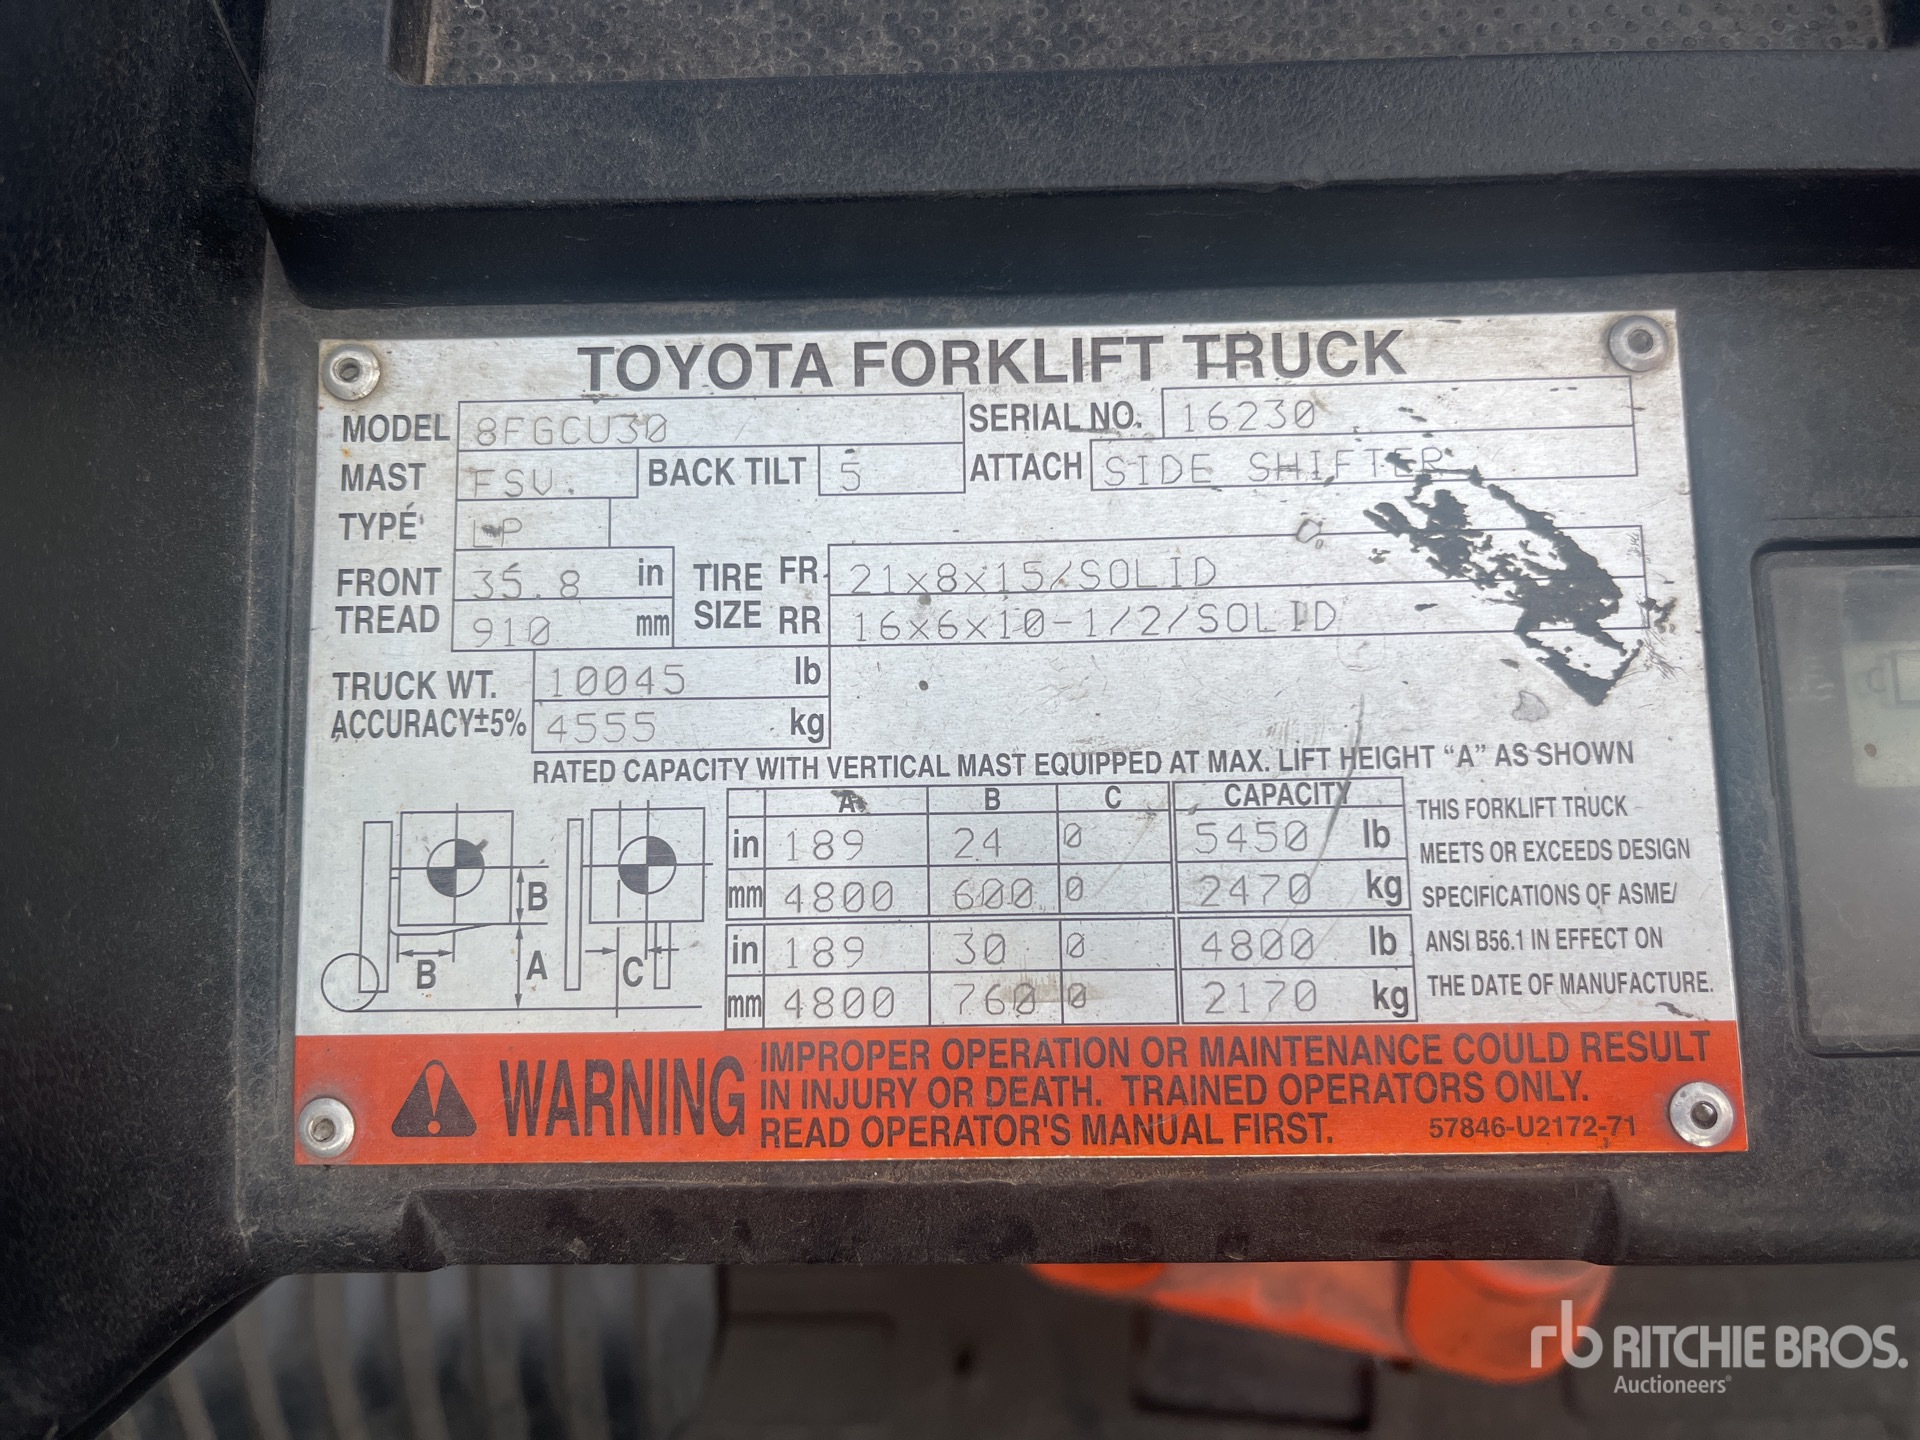 TOYOTA FORKLIFT TRUCK
MODEL 8FGCU30 SERIAL NO. 16230
MAST FSV. BACK TILT 5 ATTACH SIDE SHIFTER
TYPE LP
FRONT TREAD 35.8 in TIRE SIZE FR 21x8x15/SOLID
910 mm RR 16x6x10-1/2/SOLID
TRUCK WT. 10045 lb
ACCURACY±5% 4555 kg
RATED CAPACITY WITH VERTICAL MAST EQUIPPED AT MAX. LIFT HEIGHT “A” AS SHOWN
A B C CAPACITY
in 189 24 0 5450 lb
mm 4800 600 0 2470 kg
in 189 30 0 4800 lb
mm 4800 760 0 2170 kg
B
B A C
THIS FORKLIFT TRUCK
MEETS OR EXCEEDS DESIGN
SPECIFICATIONS OF ASME/
ANSI B56.1 IN EFFECT ON
THE DATE OF MANUFACTURE.
WARNING
IMPROPER OPERATION OR MAINTENANCE COULD RESULT
IN INJURY OR DEATH. TRAINED OPERATORS ONLY.
READ OPERATOR'S MANUAL FIRST. 57846-U2172-71
rb RITCHIE BROS.
Auctioneers®